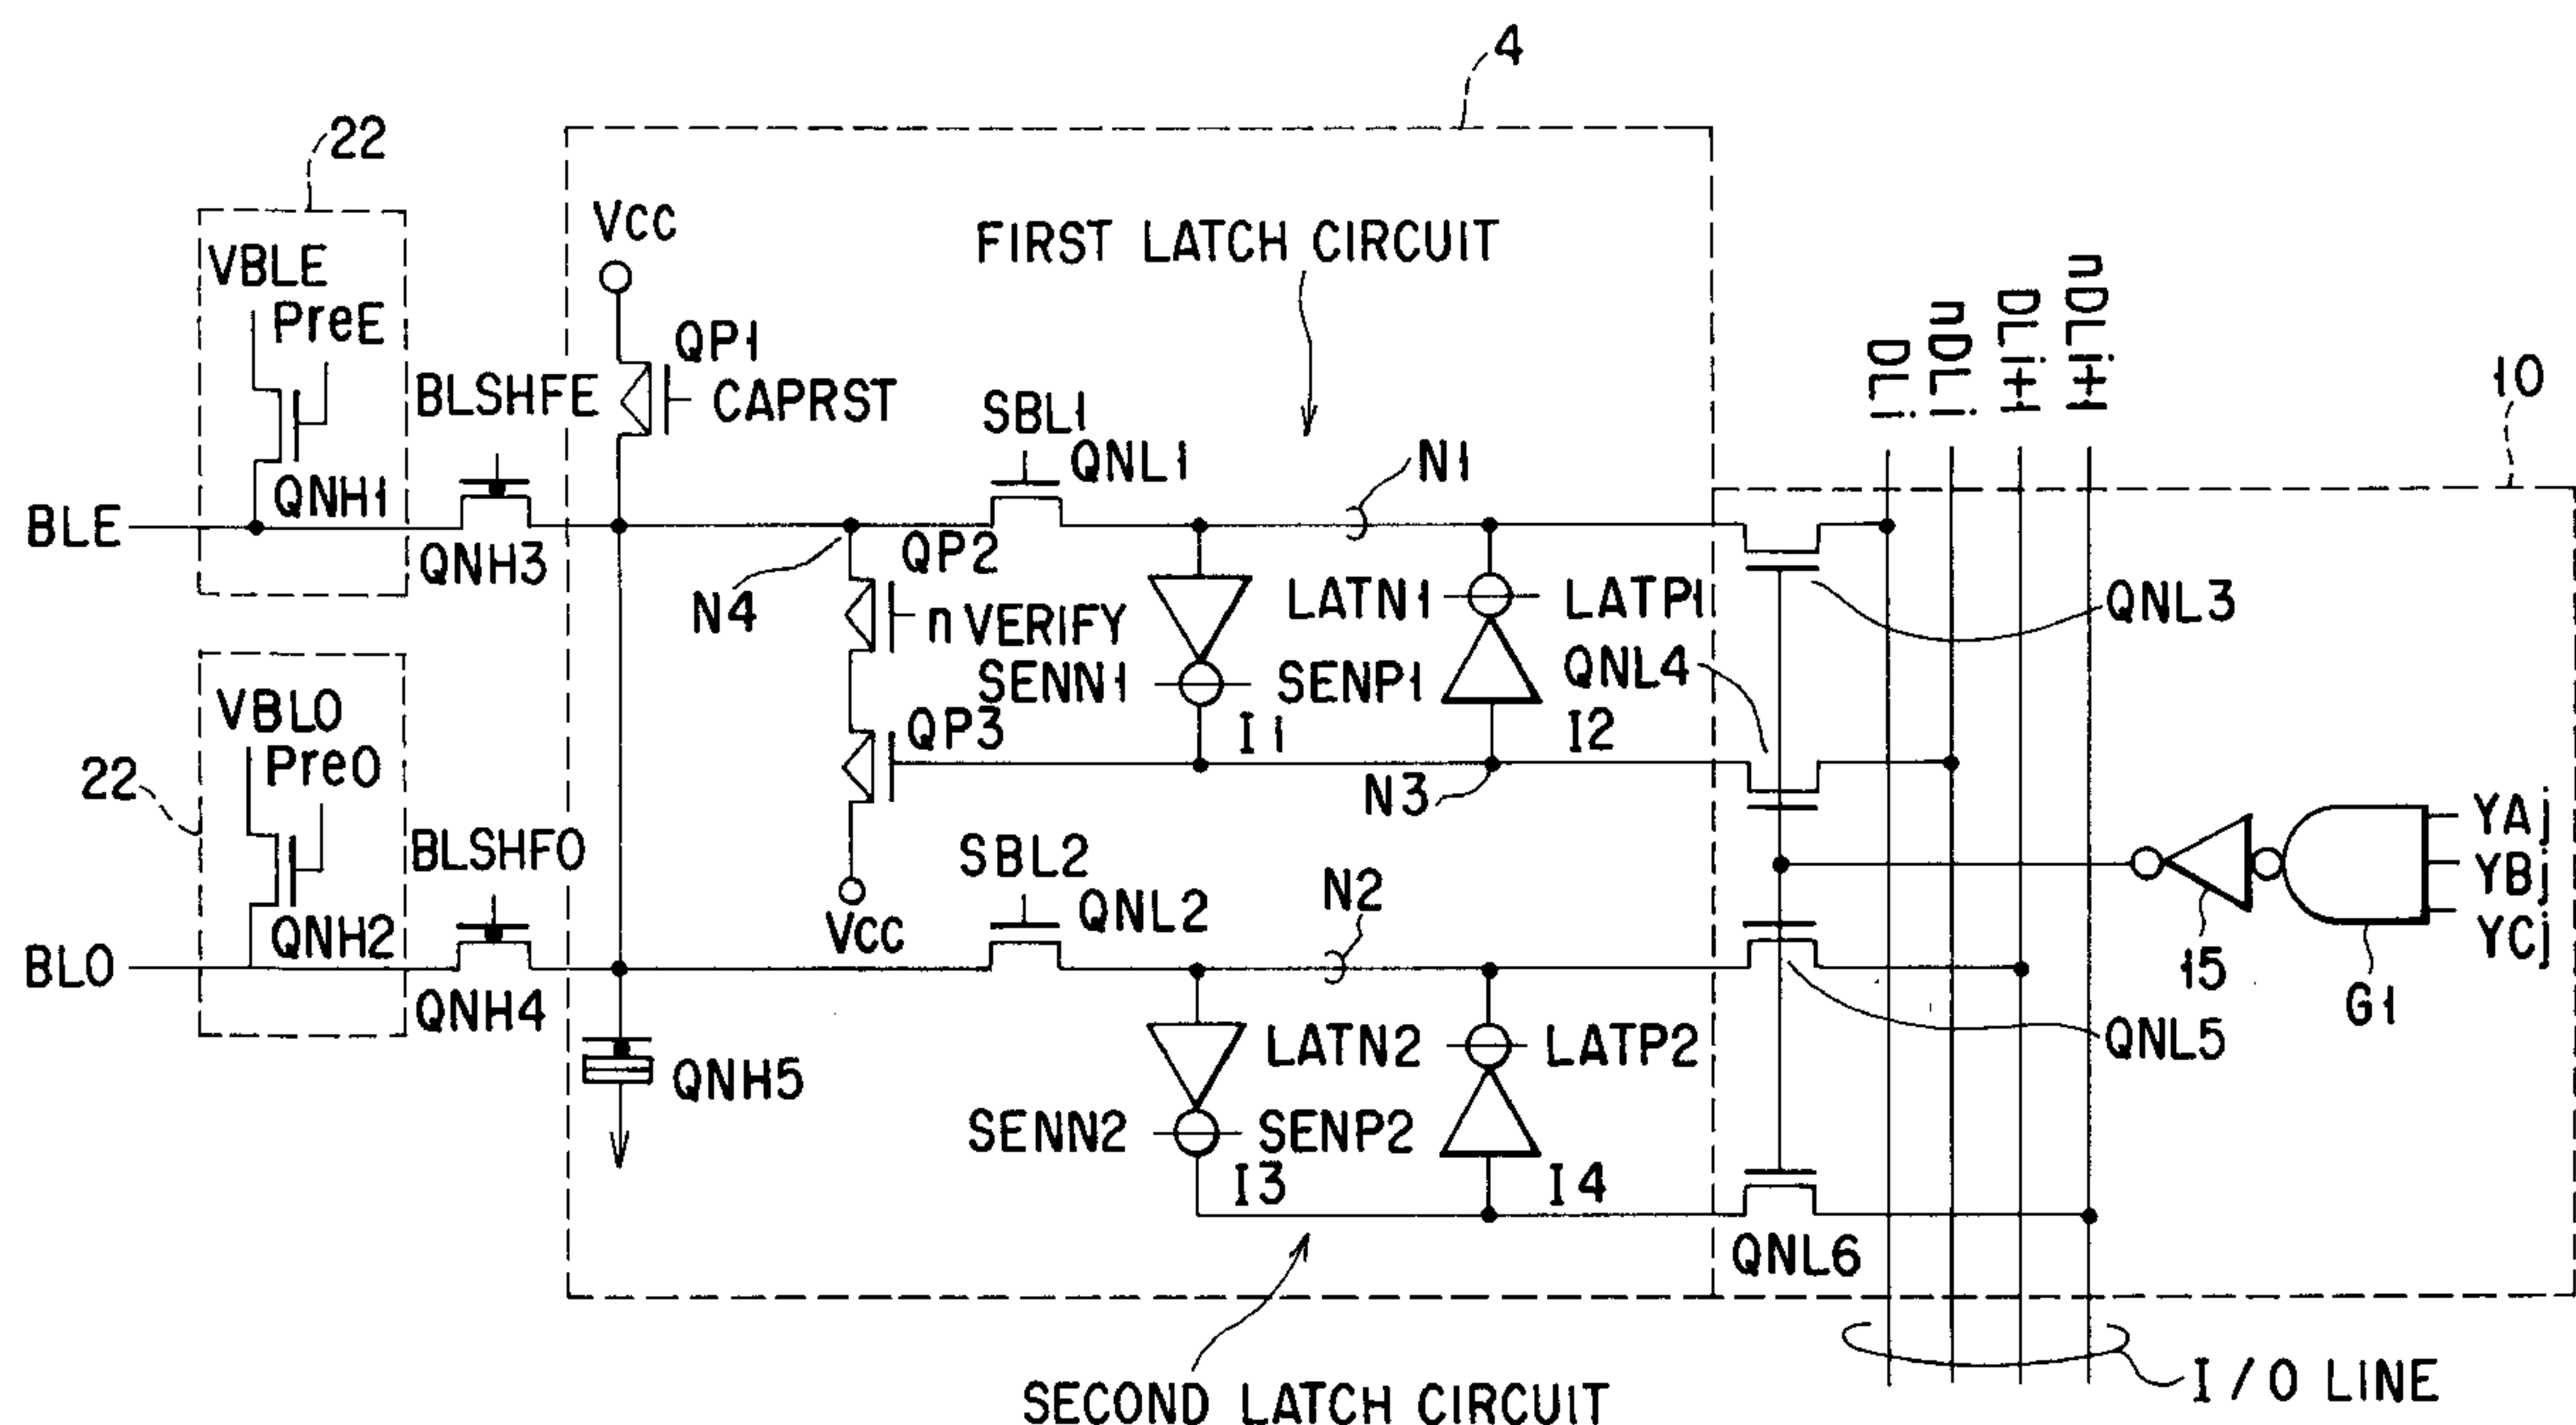 4
22
VCC
FIRST LATCH CIRCUIT
VBLE
PreE
QP1
CAPRST
BLSHFE
SBL1
QNL1
N1
DLi
nDLi
DLi+1
nDLi+1
10
QNH1
BLE
QNH3
N4
QP2
nVERIFY
LATN1
LATP1
QNL3
SENN1
SENP1
QNL4
I1
I2
QP3
N3
VBLO
PreO
22
BLSHFO
SBL2
QNL2
N2
VCC
YAj
YBj
YCj
QNH2
BLO
QNH4
15
G1
QNL5
QNH5
LATN2
LATP2
SENN2
SENP2
I3
I4
QNL6
SECOND LATCH CIRCUIT
I/O LINE